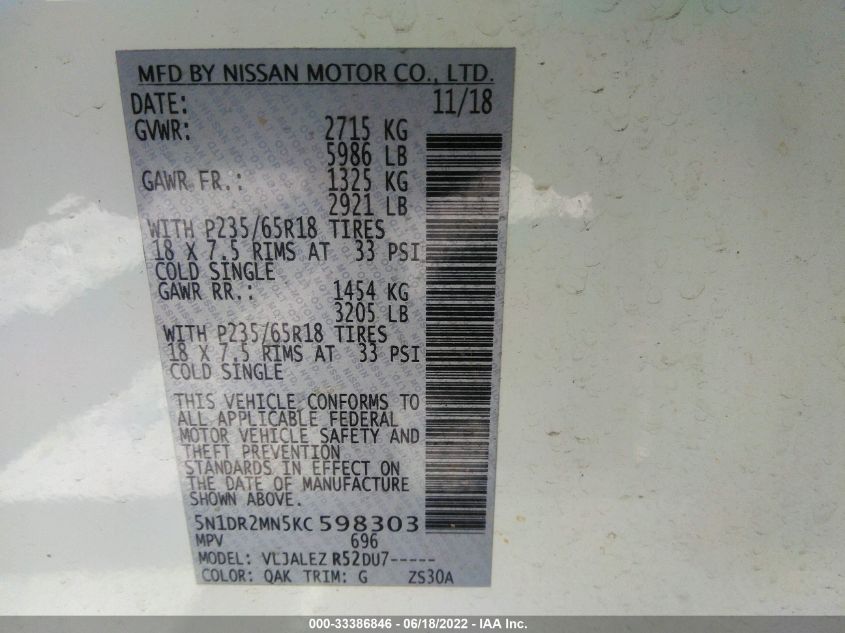 MFD BY NISSAN MOTOR CO., LTD.
DATE: 11/18
GVWR: 2715 KG
5986 LB
GAWR FR.: 1325 KG
2921 LB
WITH P235/65R18 TIRES
18 X 7.5 RIMS AT 33 PSI
COLD SINGLE
GAWR RR.: 1454 KG
3205 LB
WITH P235/65R18 TIRES
18 X 7.5 RIMS AT 33 PSI
COLD SINGLE
THIS VEHICLE CONFORMS TO
ALL APPLICABLE FEDERAL
MOTOR VEHICLE SAFETY AND
THEFT PREVENTION
STANDARDS IN EFFECT ON
THE DATE OF MANUFACTURE
SHOWN ABOVE.
5N1DR2MN5KC 598303
MPV 696
MODEL: VLJALEZ R52DU7-----
COLOR: QAK TRIM: G ZS30A
000-33386846 - 06/18/2022 - IAA Inc.